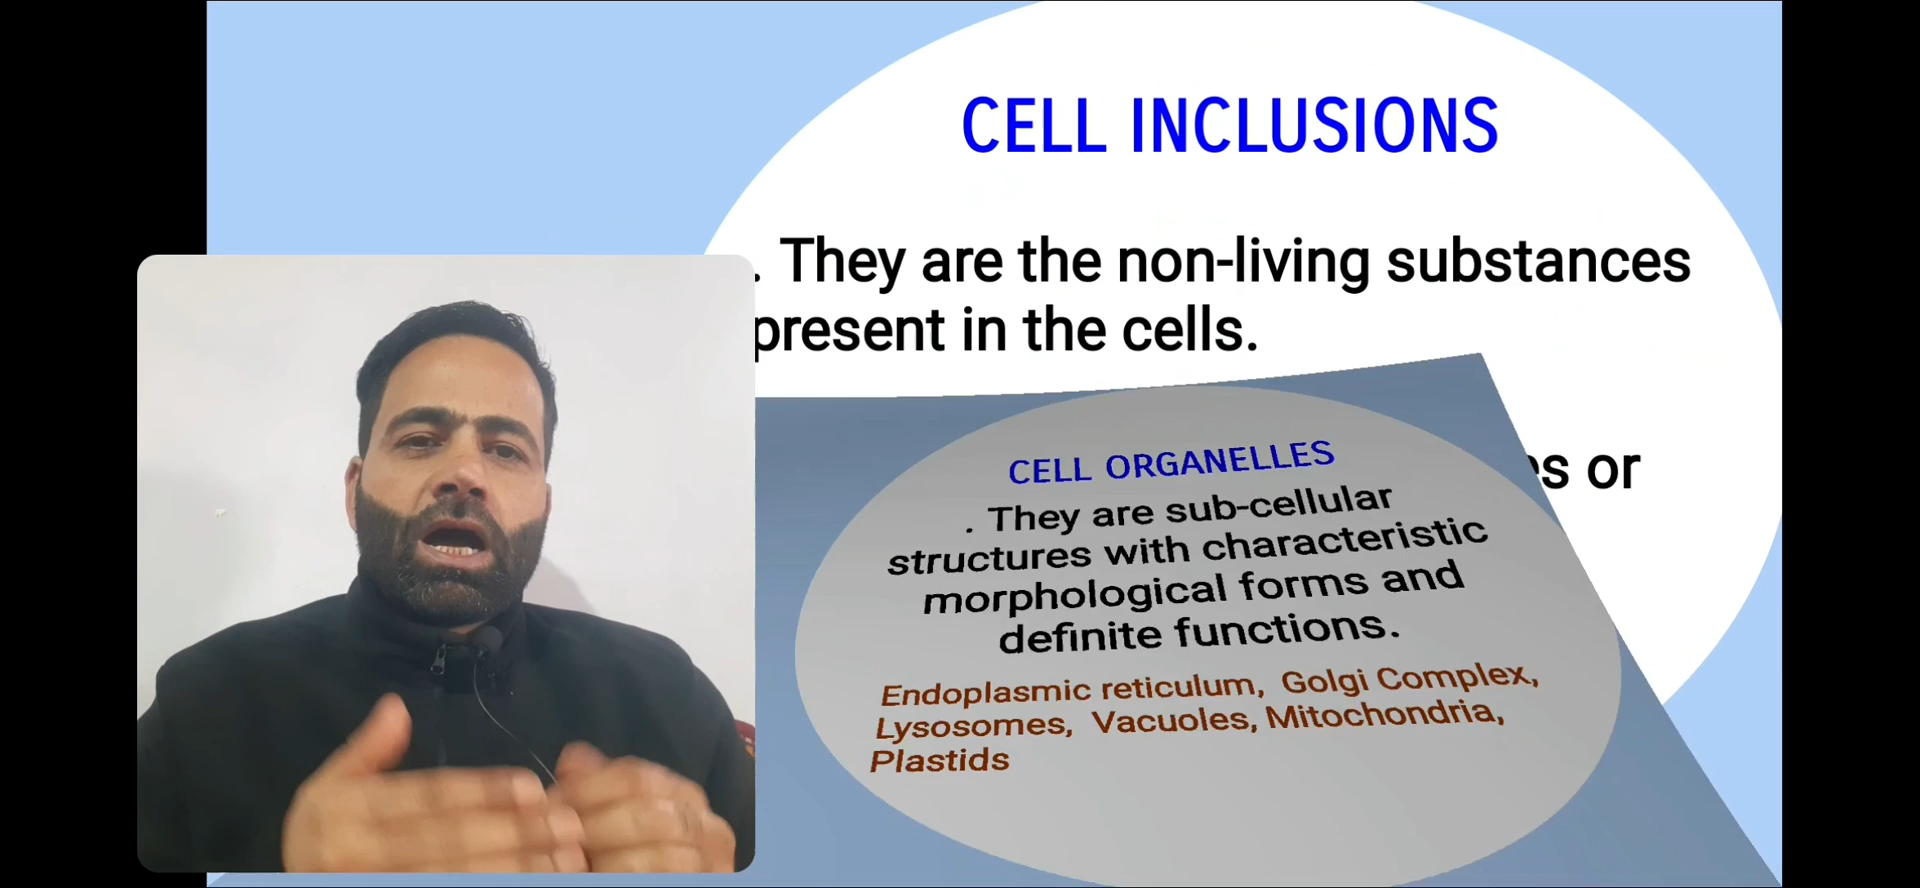 CELL INCLUSIONS
. They are the non-living substances
present in the cells.
or
CELL ORGANELLES
. They are sub-cellular
structures with characteristic
morphological forms and
definite functions.
Endoplasmic reticulum, Golgi Complex,
Lysosomes, Vacuoles, Mitochondria,
Plastids